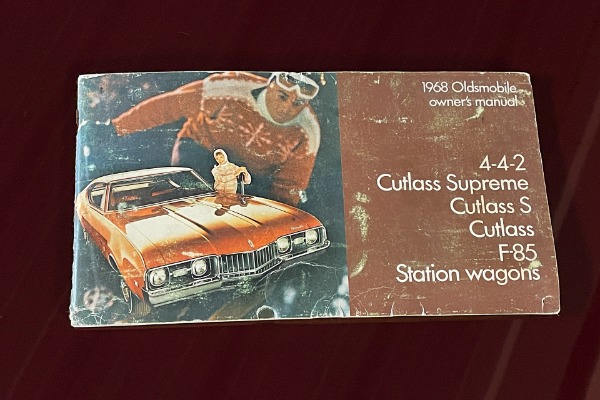 1968 Oldsmobile
owner's manual
4-4-2
Cutlass Supreme
Cutlass S
Cutlass
F-85
Station wagons